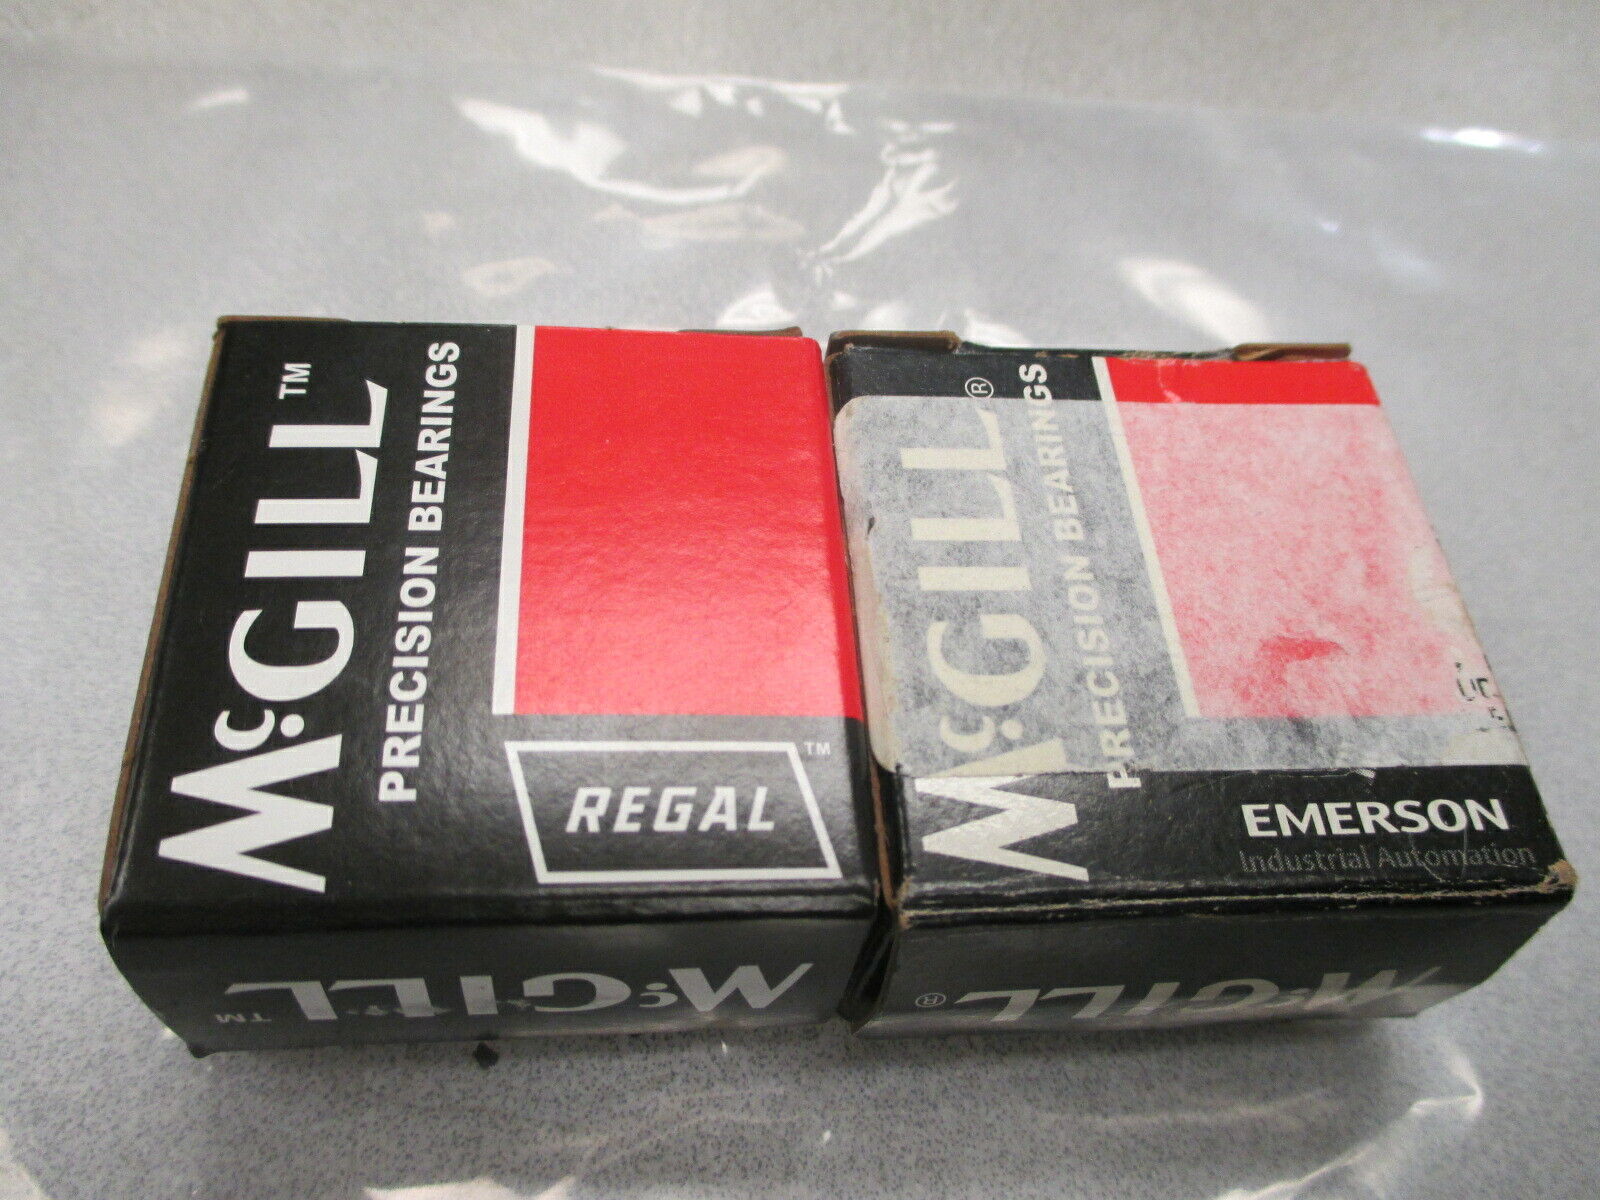 McGILL™
PRECISION BEARINGS
REGAL™
McGILL™
McGILL®
PRECISION BEARINGS
EMERSON
Industrial Automation
McGILL®